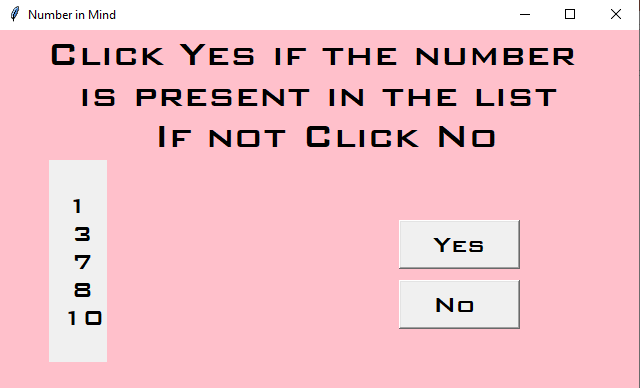 Number in Mind
Click Yes if the number
is present in the list
If not Click No
1
3
7
8
10
Yes
No